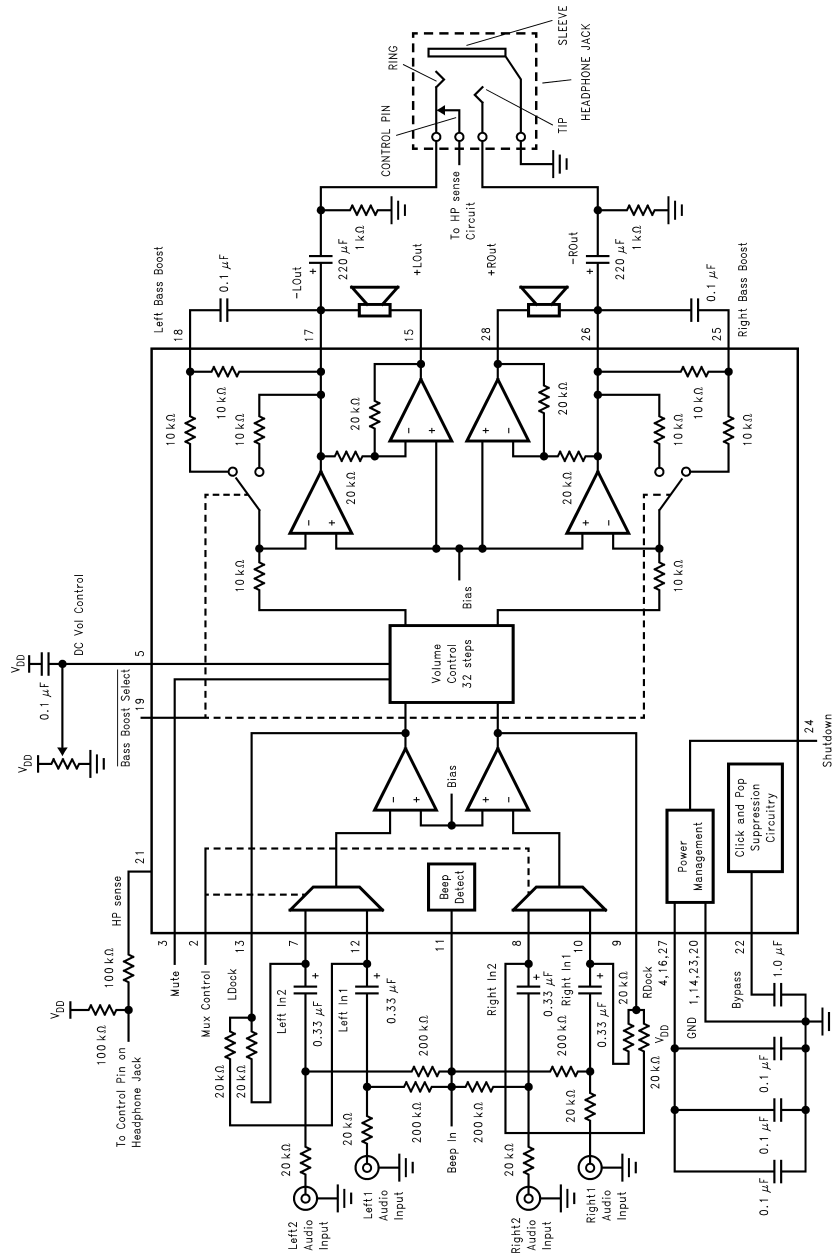 SLEEVE
HEADPHONE JACK
RING
CONTROL PIN
TIP
To HP sense
Circuit
Left Bass Boost
0.1 µF
-LOut
220 µF
1 kΩ
+LOut
+ROut
-ROut
220 µF
1 kΩ
0.1 µF
Right Bass Boost
18
17
15
28
26
25
10 kΩ
10 kΩ
10 kΩ
20 kΩ
20 kΩ
20 kΩ
20 kΩ
10 kΩ
10 kΩ
10 kΩ
-
+
-
+
+
-
+
-
10 kΩ
Bias
10 kΩ
VDD
0.1 µF
DC Vol Control
5
VDD
Bass Boost Select
19
Volume
Control
32 steps
-
+
Bias
+
-
24
Shutdown
Power
Management
Click and Pop
Suppression
Circuitry
Beep
Detect
21
HP sense
100 kΩ
VDD
100 kΩ
To Control Pin on
Headphone Jack
3
Mute
2
Mux Control
13
LDock
7
Left In2
+
0.33 µF
12
Left In1
+
0.33 µF
11
8
Right In2
+
0.33 µF
10
Right In1
+
0.33 µF
9
RDock
4,16,27
VDD
1,14,23,20
GND
22
Bypass
1.0 µF
20 kΩ
20 kΩ
20 kΩ
20 kΩ
200 kΩ
200 kΩ
200 kΩ
200 kΩ
Beep In
20 kΩ
20 kΩ
20 kΩ
20 kΩ
0.1 µF
0.1 µF
0.1 µF
Left2
Audio
Input
Left1
Audio
Input
Right2
Audio
Input
Right1
Audio
Input